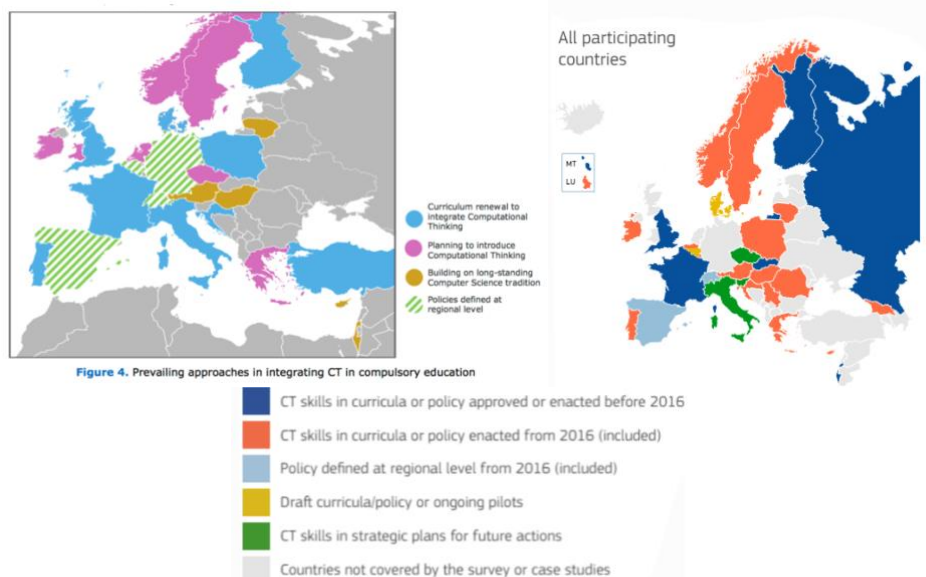 Curriculum renewal to
integrate Computational
Thinking
Planning to introduce
Computational Thinking
Building on long-standing
Computer Science tradition
Policies defined at
regional level
Figure 4. Prevailing approaches in integrating CT in compulsory education
All participating
countries
MT
LU
CT skills in curricula or policy approved or enacted before 2016
CT skills in curricula or policy enacted from 2016 (included)
Policy defined at regional level from 2016 (included)
Draft curricula/policy or ongoing pilots
CT skills in strategic plans for future actions
Countries not covered by the survey or case studies